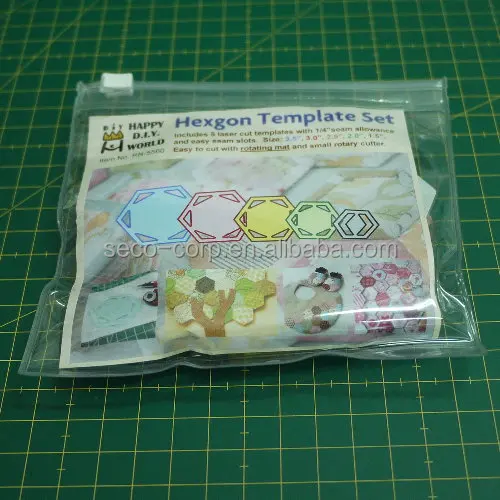 DIY HAPPY
D.I.Y.
WORLD
Hexgon Template Set
Includes 5 laser cut templates with 1/4" seam allowance
and easy seam slots. Size: 3.5", 3.0", 2.5", 2.0", 1.5".
Easy to cut with rotating mat and small rotary cutter.
seco-corp.en.alibaba.com